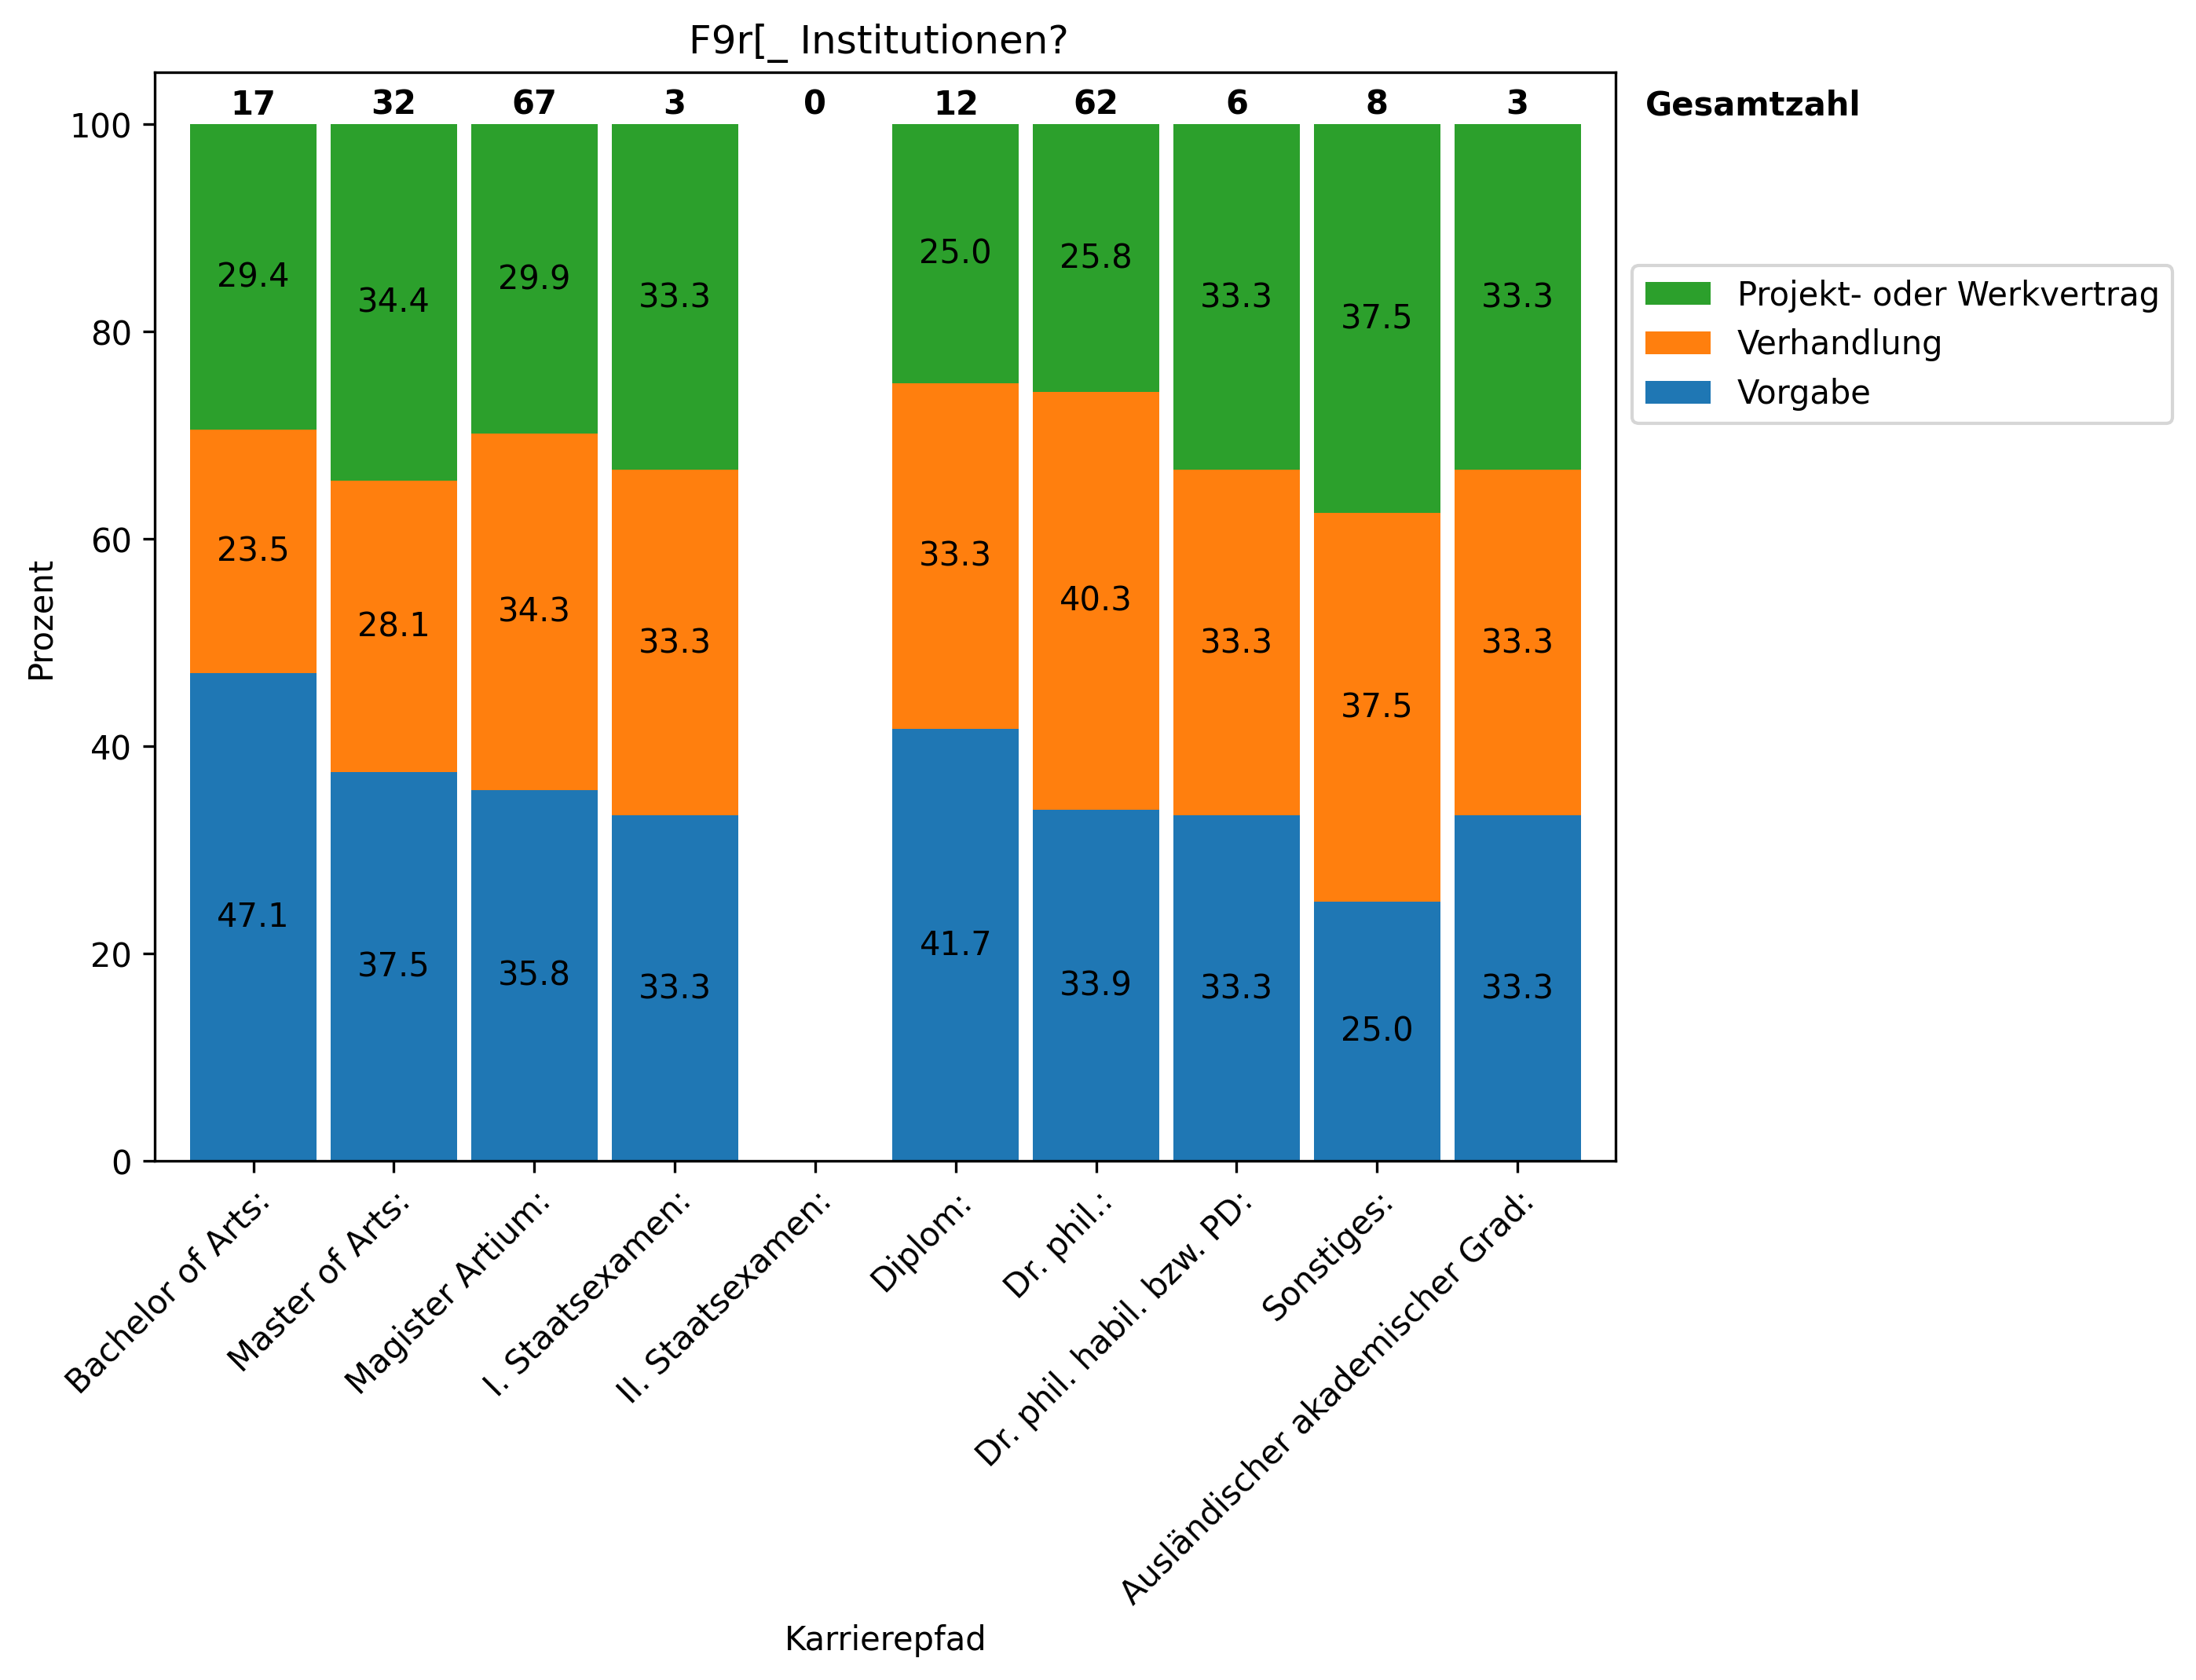 F9r[_ Institutionen?
17 32 67 3 0 12 62 6 8 3 Gesamtzahl
100
80
60
40
20
0
Prozent
29.4 34.4 29.9 33.3 25.0 25.8 33.3 37.5 33.3
23.5 28.1 34.3 33.3 33.3 40.3 33.3 37.5 33.3
47.1 37.5 35.8 33.3 41.7 33.9 33.3 25.0 33.3
Projekt- oder Werkvertrag
Verhandlung
Vorgabe
Bachelor of Arts:
Master of Arts:
Magister Artium:
I. Staatsexamen:
II. Staatsexamen:
Diplom:
Dr. phil.:
Dr. phil. habil. bzw. PD:
Sonstiges:
Ausländischer akademischer Grad:
Karrierepfad